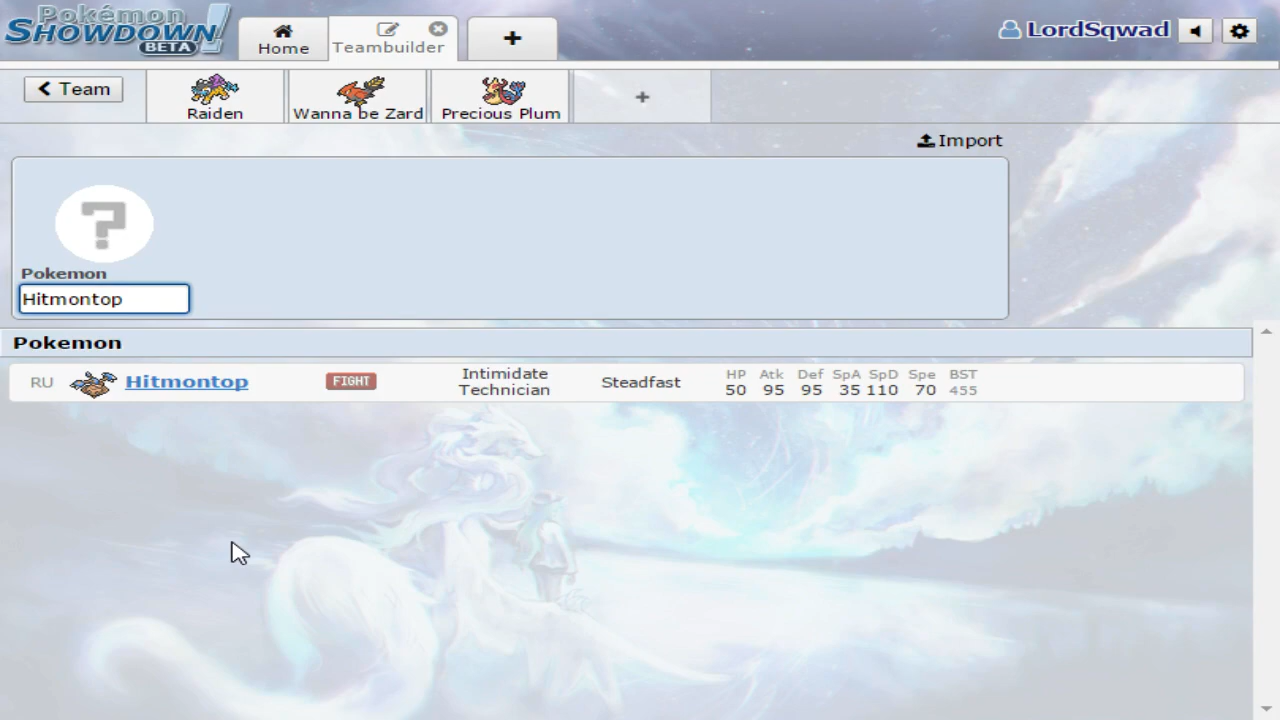 Pokémon
SHOWDOWN!
BETA
Home
Teambuilder
+
LordSqwad
Team
Raiden
Wanna be Zard
Precious Plum
+
Import
?
Pokemon
Hitmontop
Pokemon
RU Hitmontop FIGHT Intimidate Technician Steadfast HP 50 Atk 95 Def 95 SpA 35 SpD 110 Spe 70 BST 455